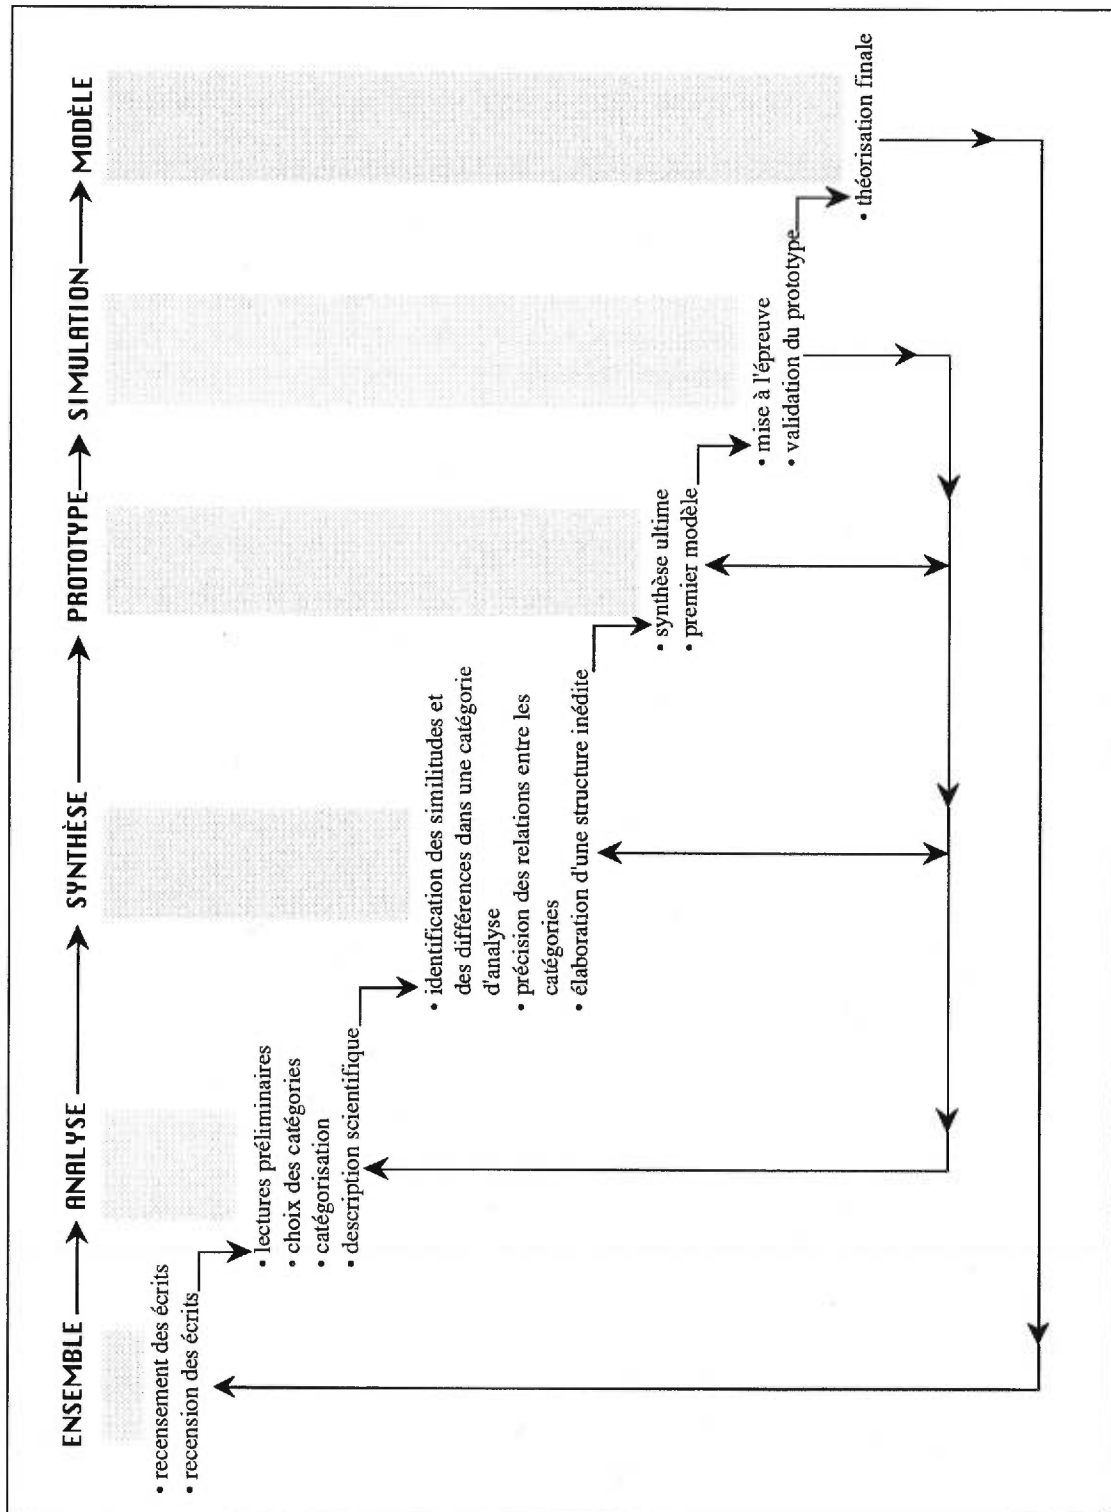 ENSEMBLE ANALYSE SYNTHÈSE PROTOTYPE SIMULATION MODÈLE
• recensement des écrits
• recension des écrits
• lectures préliminaires
• choix des catégories
• catégorisation
• description scientifique
• identification des similitudes et
des différences dans une catégorie
d'analyse
• précision des relations entre les
catégories
• élaboration d'une structure inédite
• synthèse ultime
• premier modèle
• mise à l'épreuve
• validation du prototype
• théorisation finale